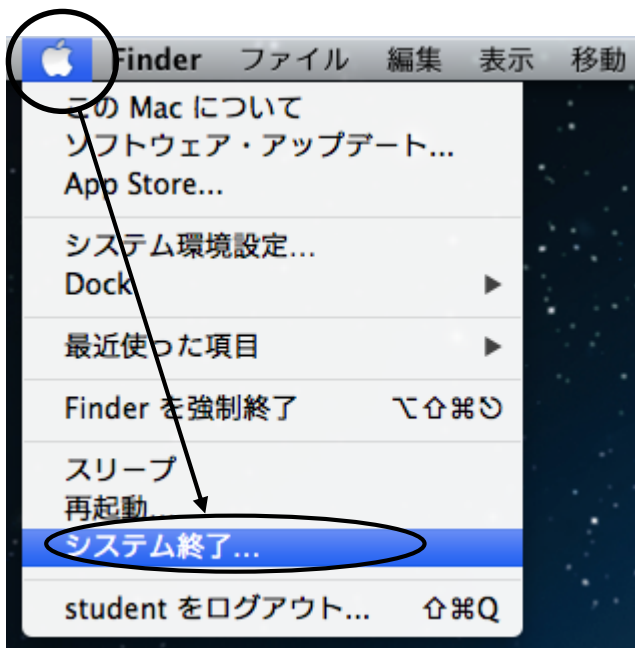 Finder ファイル 編集 表示 移動
この Mac について
ソフトウェア・アップデート...
App Store...
システム環境設定...
Dock ▶
最近使った項目 ▶
Finder を強制終了 ⌥⇧⌘⎋
スリープ
再起動...
システム終了...
student をログアウト... ⇧⌘Q